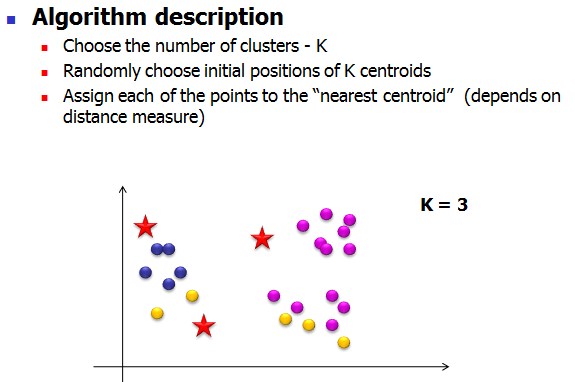 Algorithm description
Choose the number of clusters - K
Randomly choose initial positions of K centroids
Assign each of the points to the “nearest centroid” (depends on
distance measure)
K = 3